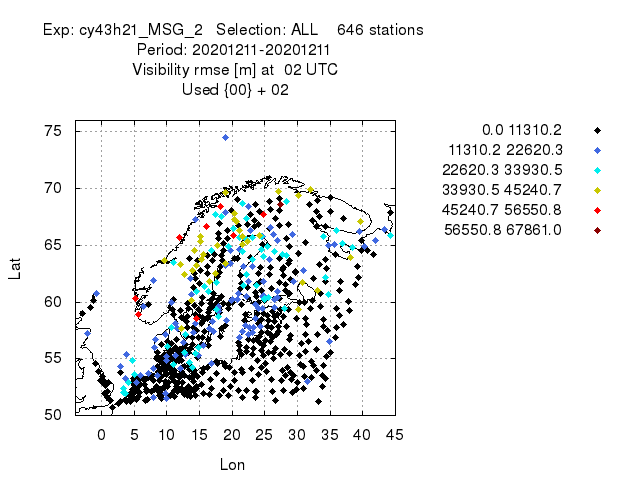 Exp: cy43h21_MSG_2   Selection: ALL    646 stations
Period: 20201211-20201211
Visibility rmse [m] at  02 UTC
Used {00} + 02
0.0 11310.2
11310.2 22620.3
22620.3 33930.5
33930.5 45240.7
45240.7 56550.8
56550.8 67861.0
75
70
65
60
55
50
Lat
0 5 10 15 20 25 30 35 40 45
Lon